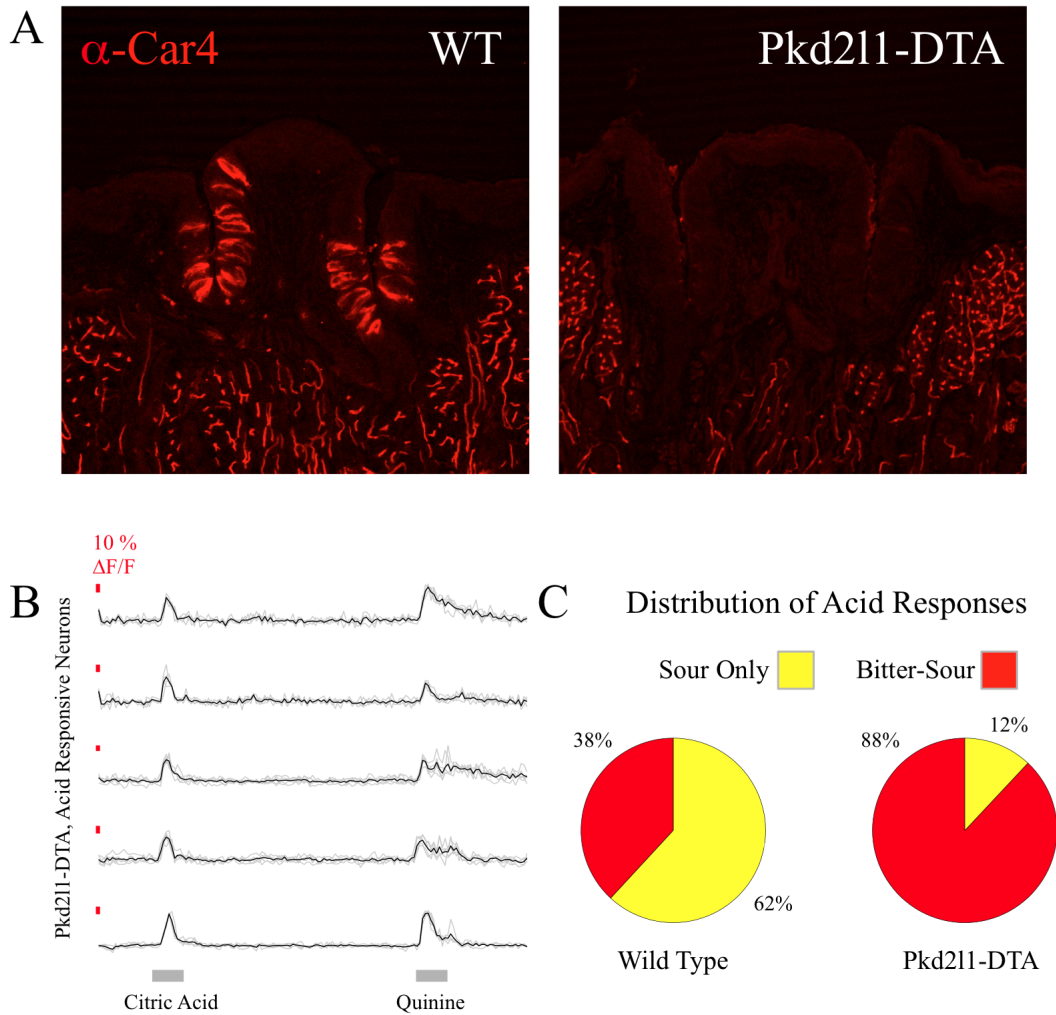 A
α-Car4
WT
Pkd2l1-DTA
B
10 %
ΔF/F
Pkd2l1-DTA, Acid Responsive Neurons
Citric Acid
Quinine
C
Distribution of Acid Responses
Sour Only
Bitter-Sour
38%
62%
Wild Type
88%
12%
Pkd2l1-DTA